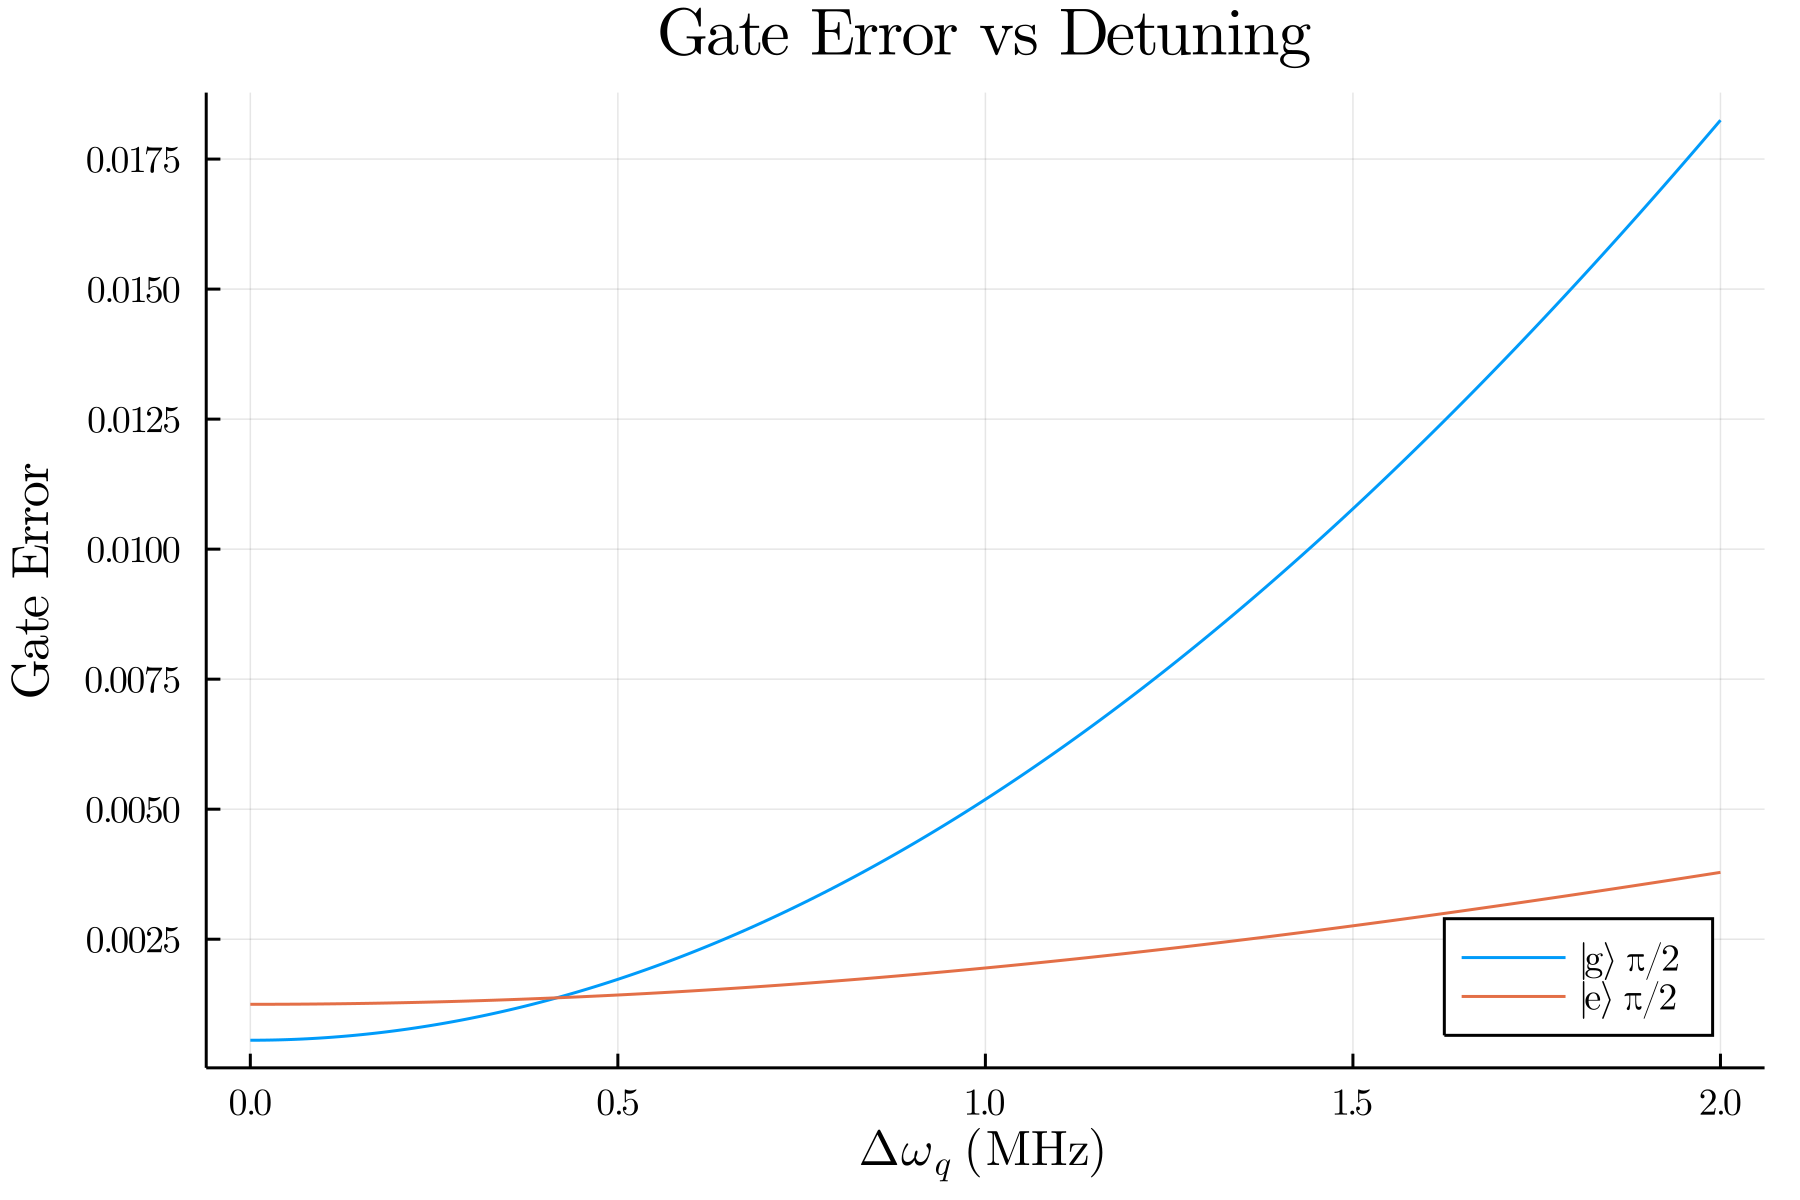 Gate Error vs Detuning
Gate Error
0.0175
0.0150
0.0125
0.0100
0.0075
0.0050
0.0025
0.0 0.5 1.0 1.5 2.0
Δω_q (MHz)
|g⟩ π/2
|e⟩ π/2